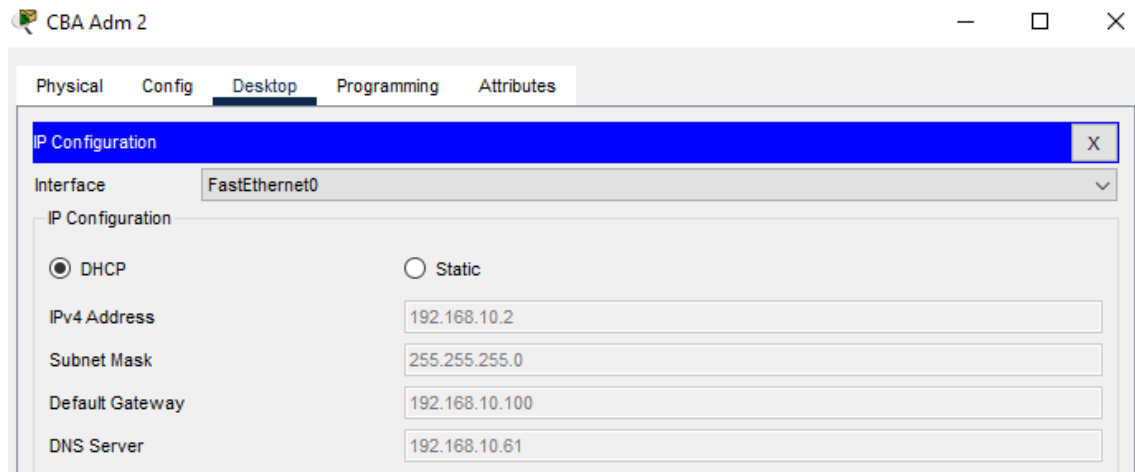 CBA Adm 2
Physical Config Desktop Programming Attributes
IP Configuration X
Interface FastEthernet0
IP Configuration
DHCP Static
IPv4 Address 192.168.10.2
Subnet Mask 255.255.255.0
Default Gateway 192.168.10.100
DNS Server 192.168.10.61